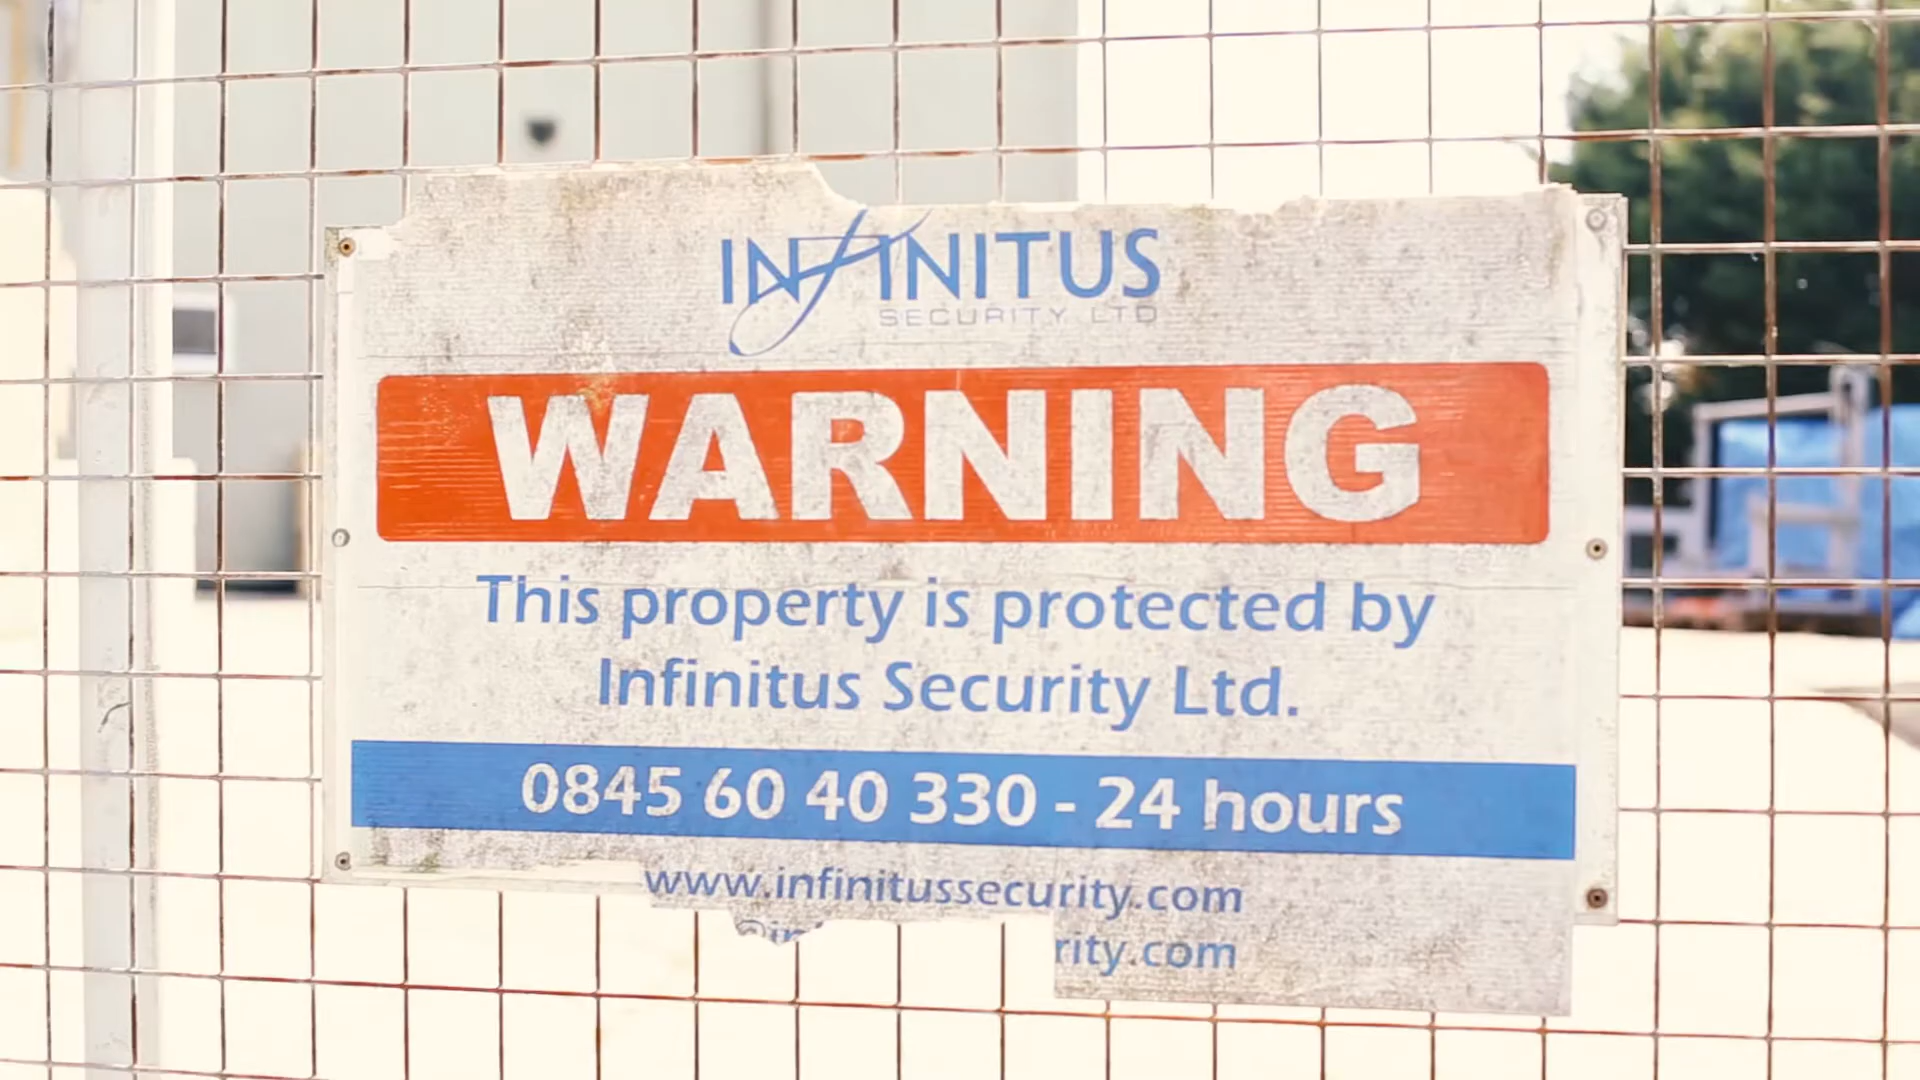 INFINITUS
SECURITY LTD
WARNING
This property is protected by
Infinitus Security Ltd.
0845 60 40 330 - 24 hours
www.infinitussecurity.com
rity.com